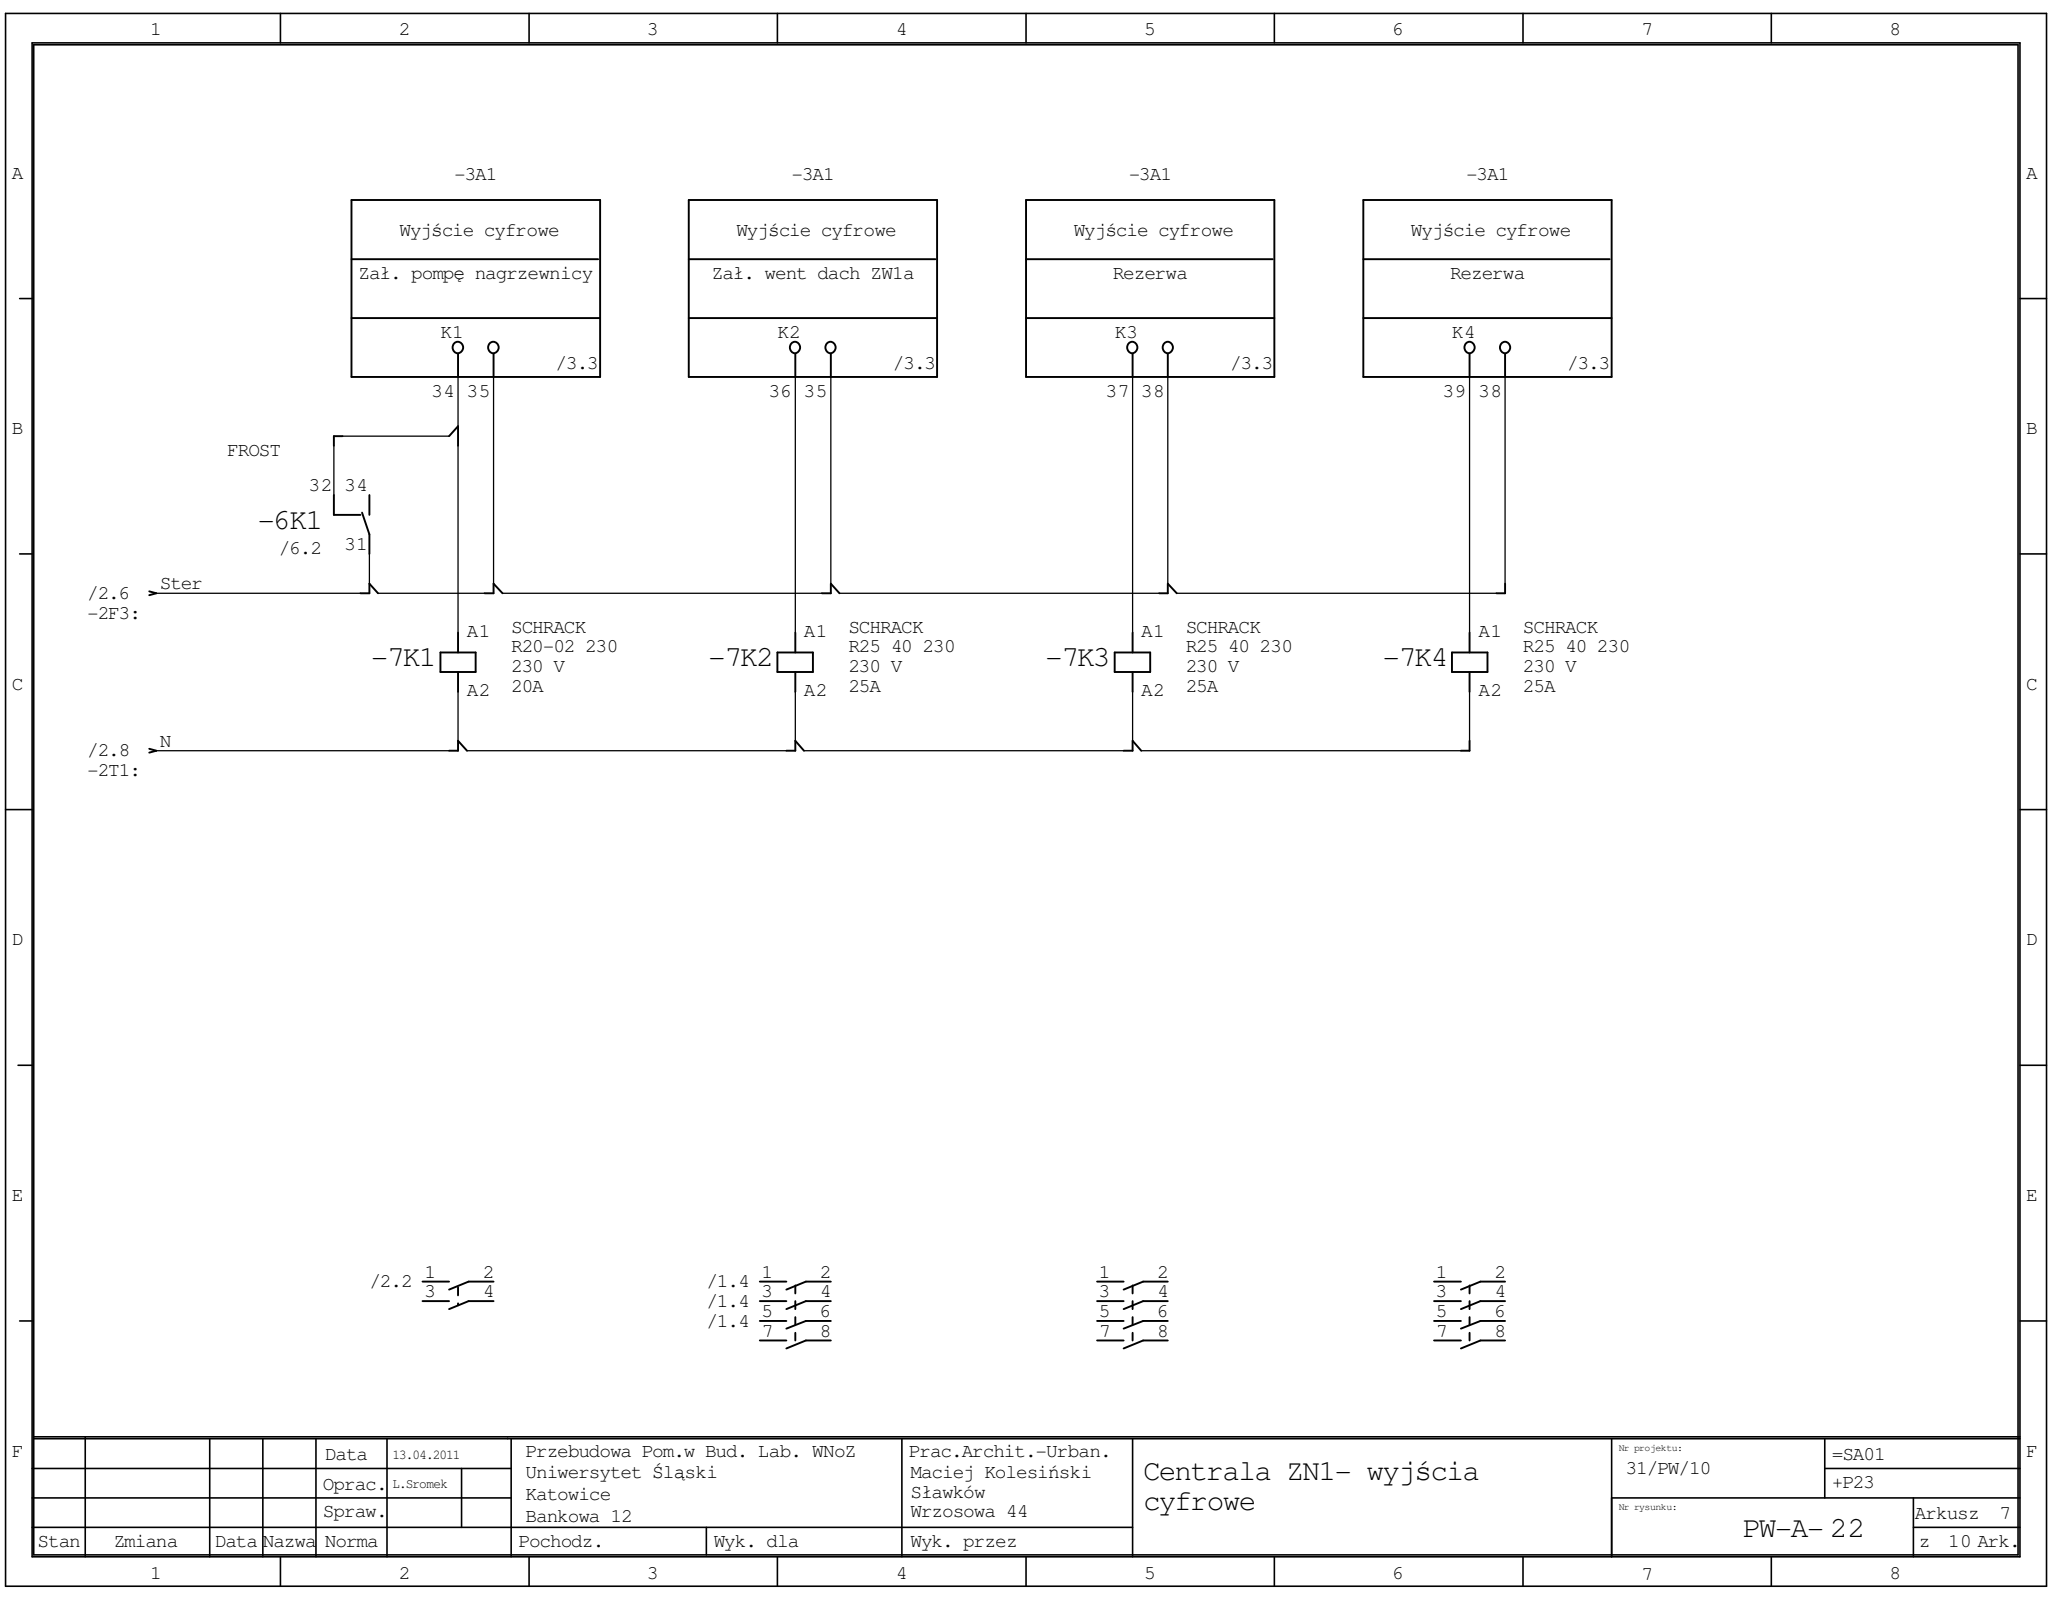 1 2 3 4 5 6 7 8
A A
-3A1 -3A1 -3A1 -3A1
Wyjście cyfrowe Wyjście cyfrowe Wyjście cyfrowe Wyjście cyfrowe
Zał. pompę nagrzewnicy Zał. went dach ZW1a Rezerwa Rezerwa
K1 K2 K3 K4
/3.3 /3.3 /3.3 /3.3
34 35 36 35 37 38 39 38
B B
FROST
32 34
-6K1
/6.2 31
Ster
/2.6
-2F3:
A1 SCHRACK A1 SCHRACK A1 SCHRACK A1 SCHRACK
R20-02 230 R25 40 230 R25 40 230 R25 40 230
-7K1 230 V -7K2 230 V -7K3 230 V -7K4 230 V
A2 20A A2 25A A2 25A A2 25A
C C
N
/2.8
-2T1:
D D
E E
/2.2 1 2 /1.4 1 2 1 2 1 2
3 4 /1.4 3 4 3 4 3 4
/1.4 5 6 5 6 5 6
7 8 7 8 7 8
F F
Data 13.04.2011
Oprac. L.Sromek
Spraw.
Stan Zmiana Data Nazwa Norma
Przebudowa Pom.w Bud. Lab. WNoZ
Uniwersytet Śląski
Katowice
Bankowa 12
Pochodz. Wyk. dla
Prac.Archit.-Urban.
Maciej Kolesiński
Sławków
Wrzosowa 44
Wyk. przez
Centrala ZN1- wyjścia
cyfrowe
Nr projektu:
31/PW/10
=SA01
+P23
Nr rysunku:
PW-A- 22
Arkusz 7
z 10 Ark.
1 2 3 4 5 6 7 8